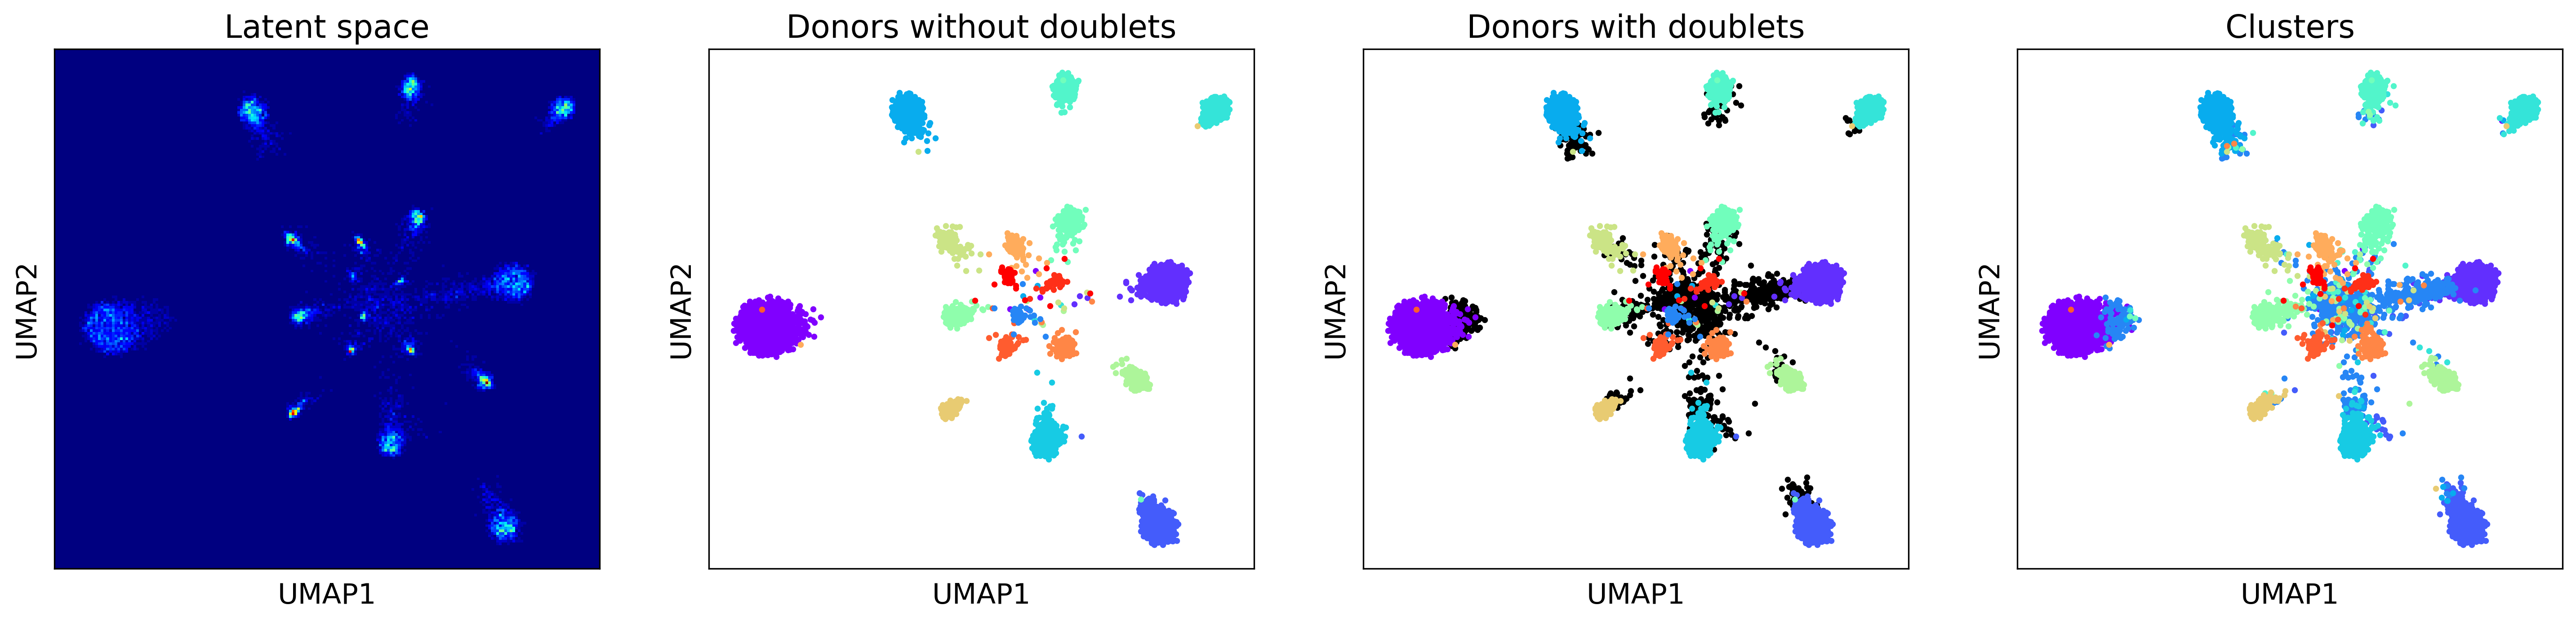 Latent space
Donors without doublets
Donors with doublets
Clusters
UMAP2
UMAP2
UMAP2
UMAP2
UMAP1
UMAP1
UMAP1
UMAP1